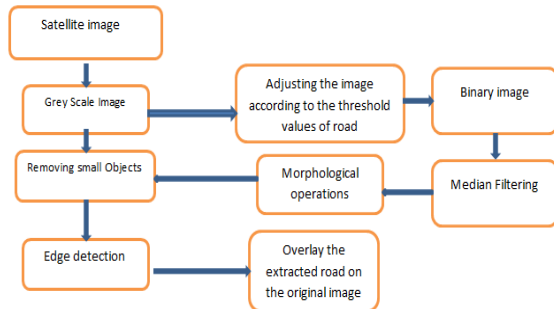 Satellite image
Grey Scale Image
Adjusting the image
according to the threshold
values of road
Binary image
Median Filtering
Morphological
operations
Removing small Objects
Edge detection
Overlay the
extracted road on
the original image